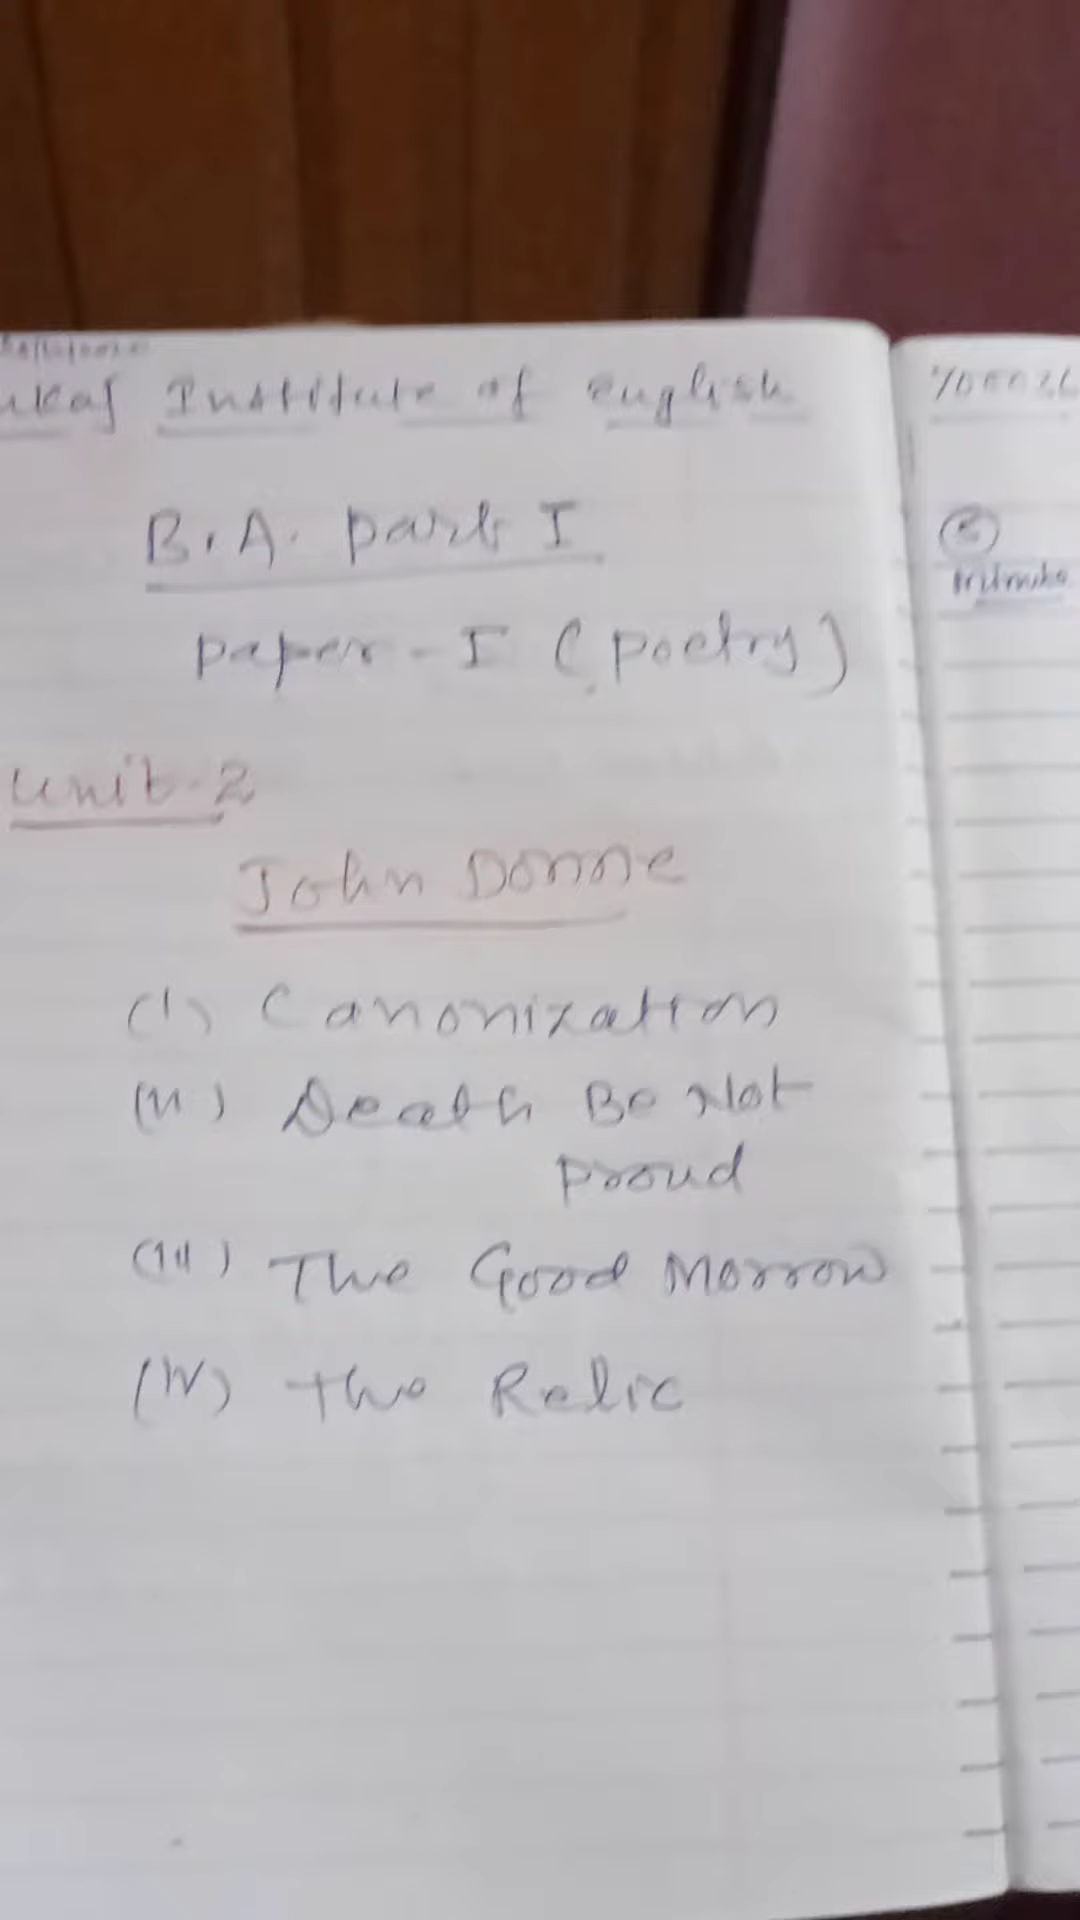 Institute of English
B.A. part I
paper-I (poetry)
unit-2
John Donne
(I) Canonization
(II) Death Be Not
proud
(III) The Good Morrow
(IV) The Relic
(5)